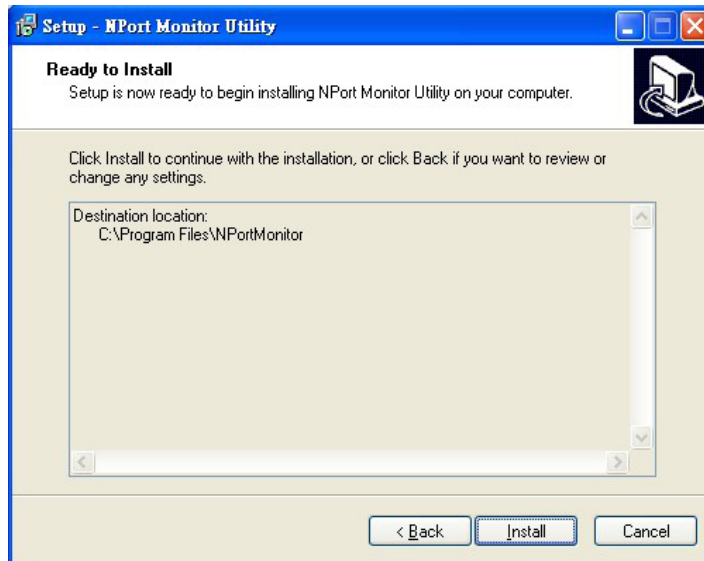 Setup - NPort Monitor Utility
Ready to Install
Setup is now ready to begin installing NPort Monitor Utility on your computer.
Click Install to continue with the installation, or click Back if you want to review or
change any settings.
Destination location:
C:\Program Files\NPortMonitor
< Back
Install
Cancel